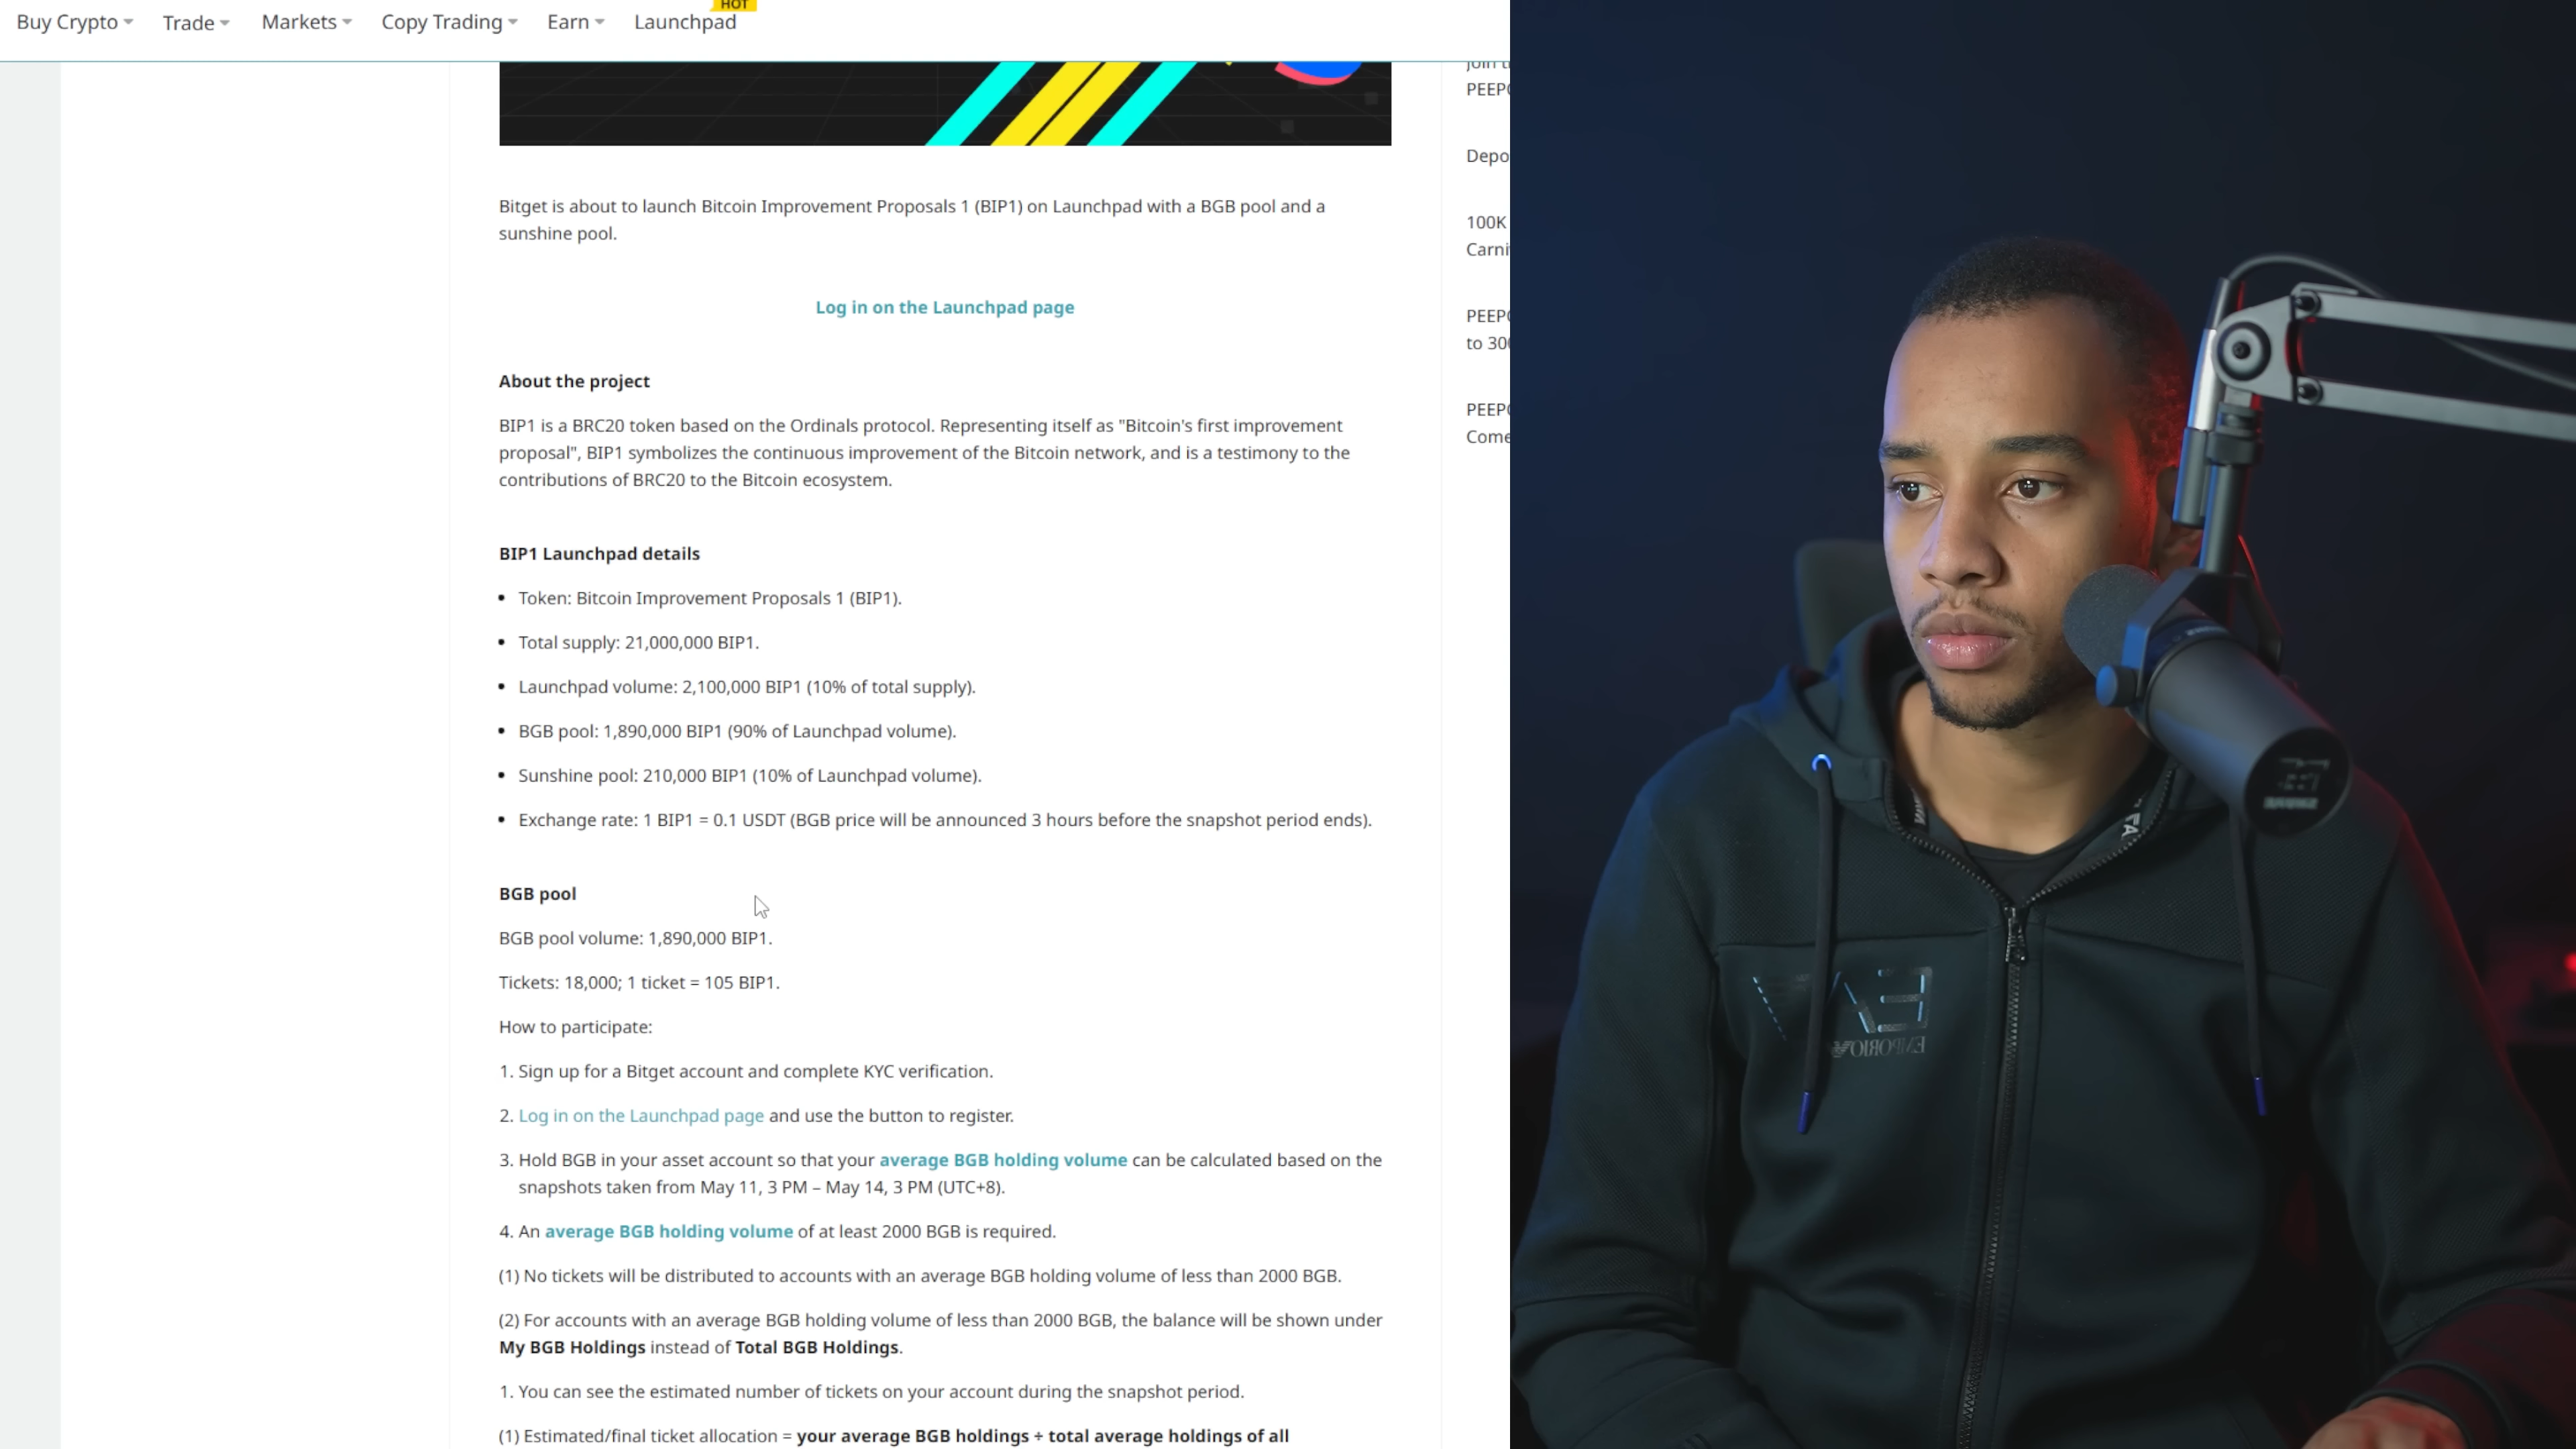 HOT
Buy Crypto Trade Markets Copy Trading Earn Launchpad
Bitget is about to launch Bitcoin Improvement Proposals 1 (BIP1) on Launchpad with a BGB pool and a
sunshine pool.
Log in on the Launchpad page
About the project
BIP1 is a BRC20 token based on the Ordinals protocol. Representing itself as "Bitcoin's first improvement
proposal", BIP1 symbolizes the continuous improvement of the Bitcoin network, and is a testimony to the
contributions of BRC20 to the Bitcoin ecosystem.
BIP1 Launchpad details
• Token: Bitcoin Improvement Proposals 1 (BIP1).
• Total supply: 21,000,000 BIP1.
• Launchpad volume: 2,100,000 BIP1 (10% of total supply).
• BGB pool: 1,890,000 BIP1 (90% of Launchpad volume).
• Sunshine pool: 210,000 BIP1 (10% of Launchpad volume).
• Exchange rate: 1 BIP1 = 0.1 USDT (BGB price will be announced 3 hours before the snapshot period ends).
BGB pool
BGB pool volume: 1,890,000 BIP1.
Tickets: 18,000; 1 ticket = 105 BIP1.
How to participate:
1. Sign up for a Bitget account and complete KYC verification.
2. Log in on the Launchpad page and use the button to register.
3. Hold BGB in your asset account so that your average BGB holding volume can be calculated based on the
snapshots taken from May 11, 3 PM – May 14, 3 PM (UTC+8).
4. An average BGB holding volume of at least 2000 BGB is required.
(1) No tickets will be distributed to accounts with an average BGB holding volume of less than 2000 BGB.
(2) For accounts with an average BGB holding volume of less than 2000 BGB, the balance will be shown under
My BGB Holdings instead of Total BGB Holdings.
1. You can see the estimated number of tickets on your account during the snapshot period.
(1) Estimated/final ticket allocation = your average BGB holdings ÷ total average holdings of all
PEEP
Depo
100K
Carni
PEEP
to 30
PEEP
Come
EA7
EMPORIO